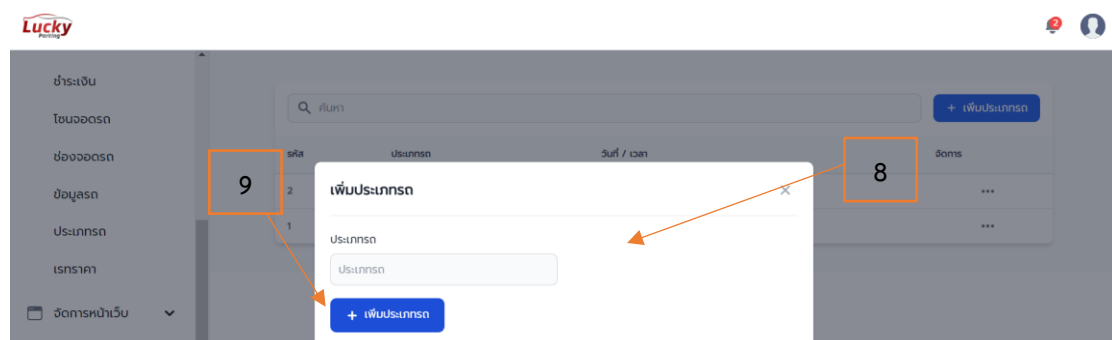 Lucky
Parking
2
ชำระเงิน
โซนจอดรถ
ช่องจอดรถ
ข้อมูลรถ
ประเภทรถ
เรทราคา
จัดการหน้าเว็บ
ค้นหา
+ เพิ่มประเภทรถ
รหัส ประเภทรถ วันที่ / เวลา จัดการ
2 ...
1 ...
9
8
เพิ่มประเภทรถ ×
ประเภทรถ
ประเภทรถ
+ เพิ่มประเภทรถ